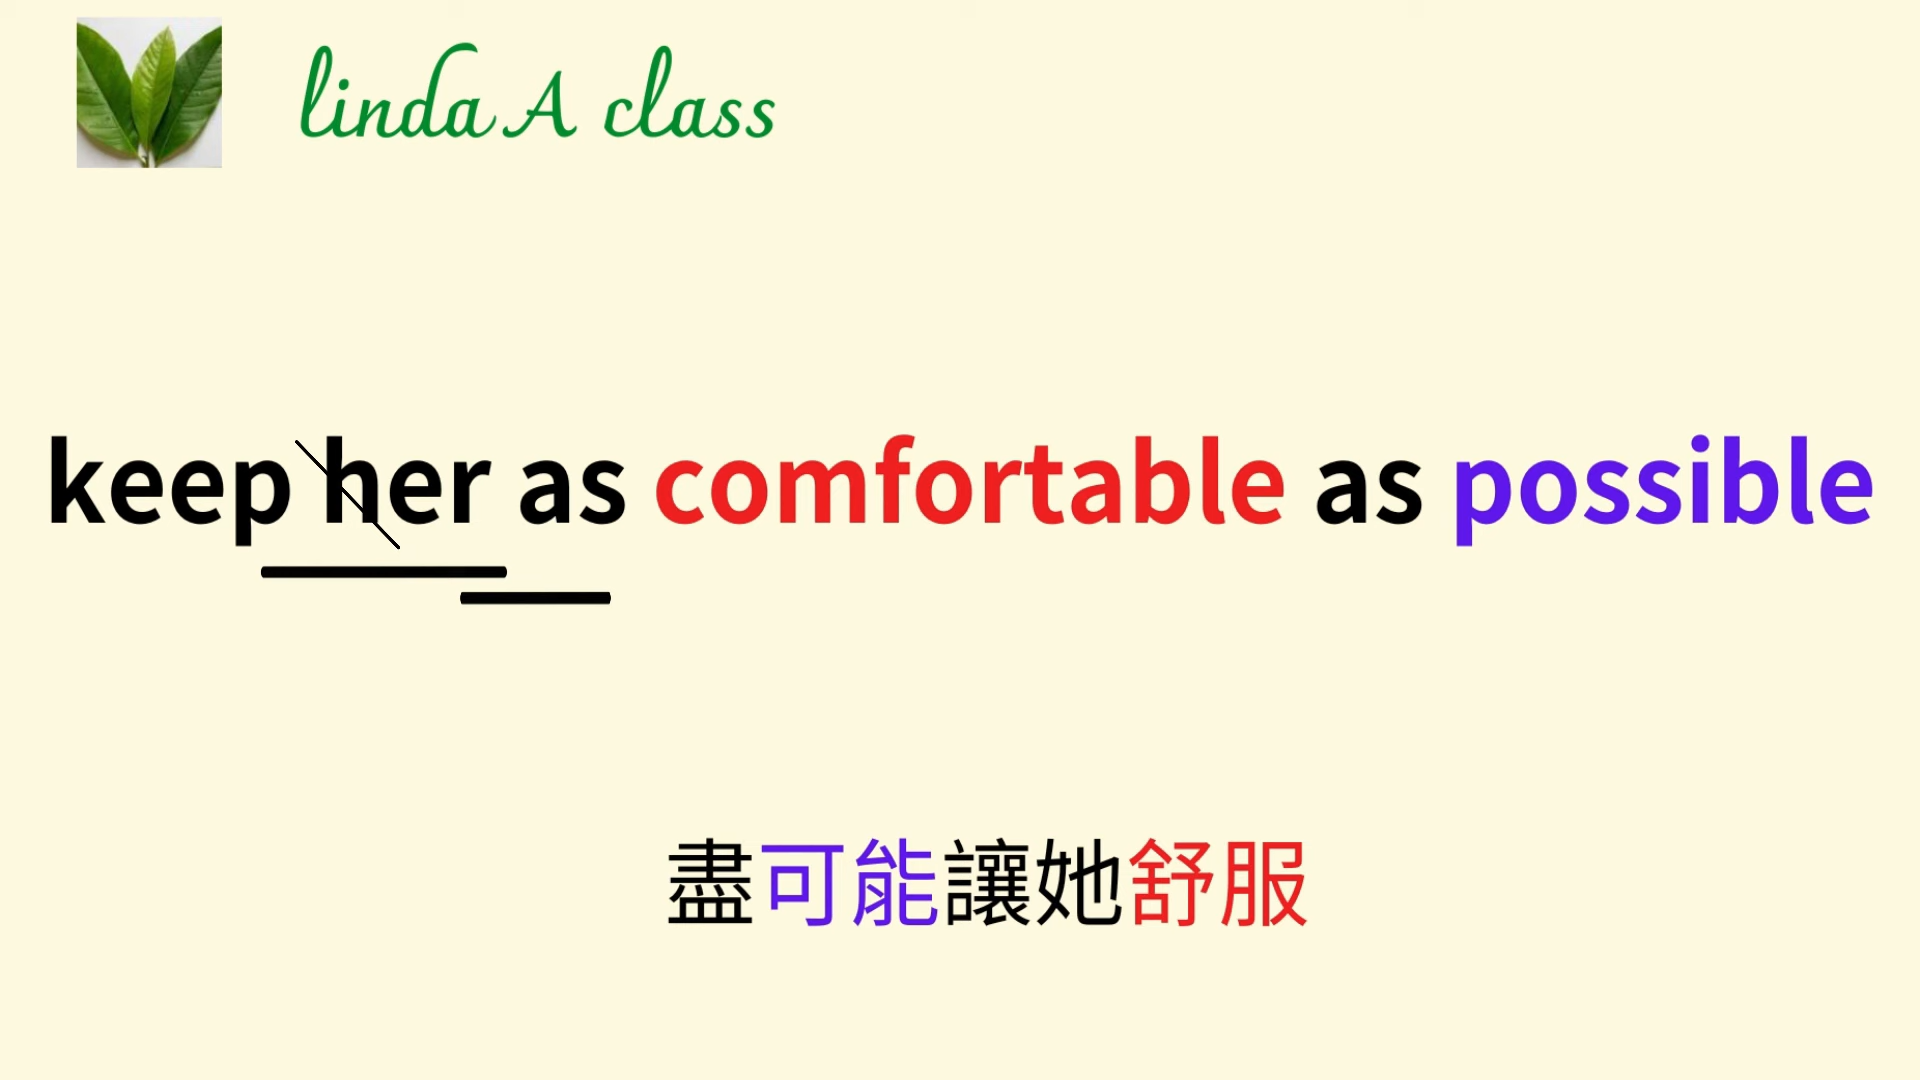 linda A class
keep her as comfortable as possible
盡可能讓她舒服